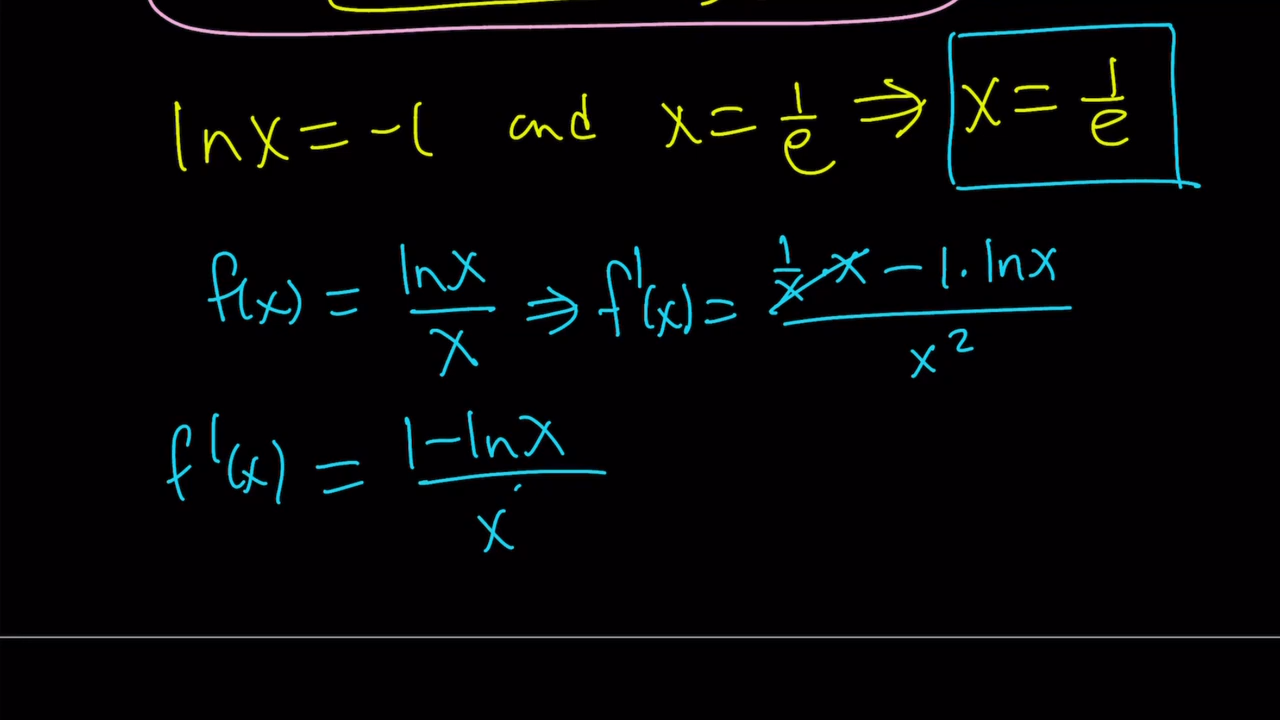 ln x = -1 and x = 1/e ⇒ x = 1/e
f(x) = ln x / x ⇒ f'(x) = (1/x · x - 1 · ln x) / x²
f'(x) = (1 - ln x) / x